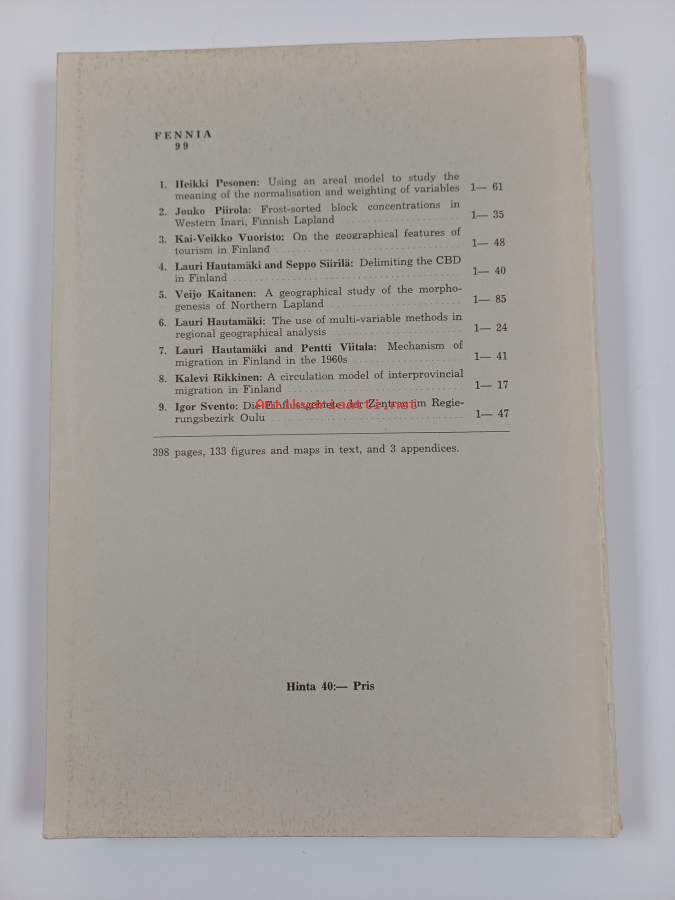 FENNIA
99
1. Heikki Pesonen: Using an areal model to study the
meaning of the normalisation and weighting of variables 1— 61
2. Jouko Piirola: Frost-sorted block concentrations in
Western Inari, Finnish Lapland 1— 35
3. Kai-Veikko Vuoristo: On the geographical features of
tourism in Finland 1— 48
4. Lauri Hautamäki and Seppo Siirilä: Delimiting the CBD
in Finland 1— 40
5. Veijo Kaitanen: A geographical study of the morpho-
genesis of Northern Lapland 1— 85
6. Lauri Hautamäki: The use of multi-variable methods in
regional geographical analysis 1— 24
7. Lauri Hautamäki and Pentti Viitala: Mechanism of
migration in Finland in the 1960s 1— 41
8. Kalevi Rikkinen: A circulation model of interprovincial
migration in Finland 1— 17
9. Igor Svento: Die Einflussgebiete der Zentren im Regie-
rungsbezirk Oulu 1— 47
398 pages, 133 figures and maps in text, and 3 appendices.
Hinta 40:— Pris